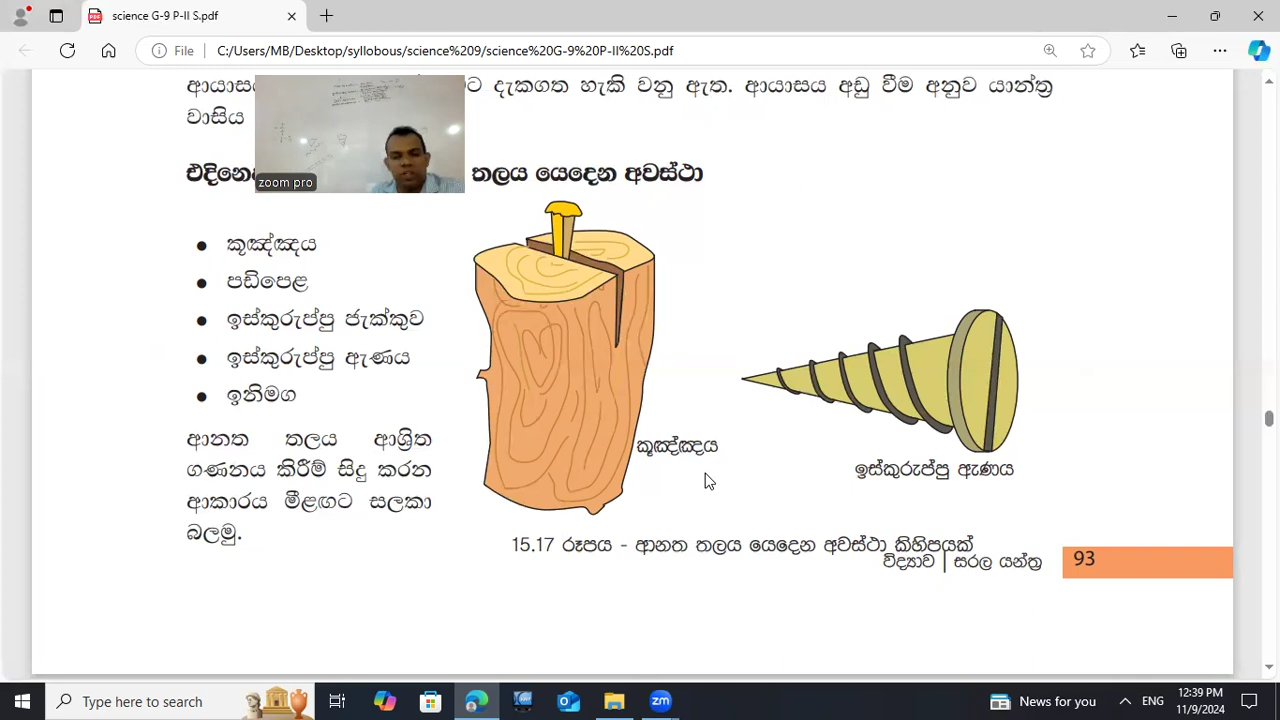 science G-9 P-II S.pdf
File
C:/Users/MB/Desktop/syllobous/science%209/science%20G-9%20P-II%20S.pdf
දැකගත හැකි වනු ඇත. ආයාසය අඩු වීම අනුව යාන්ත්‍ර
වාසිය
zoom pro
තලය යෙදෙන අවස්ථා
• කූඤ්ඤය
• පඩිපෙළ
• ඉස්කුරුප්පු ජැක්කුව
• ඉස්කුරුප්පු ඇණය
• ඉනිමග
ආනත තලය ආශ්‍රිත
ගණනය කිරීම් සිදු කරන
ආකාරය මීළඟට සලකා
බලමු.
කූඤ්ඤය
ඉස්කුරුප්පු ඇණය
15.17 රූපය - ආනත තලය යෙදෙන අවස්ථා කිහිපයක්
විද්‍යාව | සරල යන්ත්‍ර
93
Type here to search
News for you
ENG
12:39 PM
11/9/2024